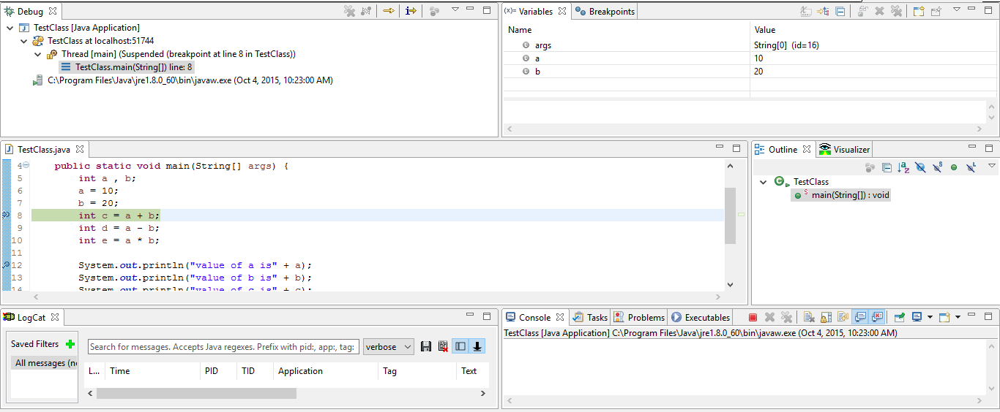 Debug
TestClass [Java Application]
TestClass at localhost:51744
Thread [main] (Suspended (breakpoint at line 8 in TestClass))
TestClass.main(String[]) line: 8
C:\Program Files\Java\jre1.8.0_60\bin\javaw.exe (Oct 4, 2015, 10:23:00 AM)
(x)= Variables Breakpoints
Name Value
args String[0] (id=16)
a 10
b 20
TestClass.java
4 public static void main(String[] args) {
5 int a , b;
6 a = 10;
7 b = 20;
8 int c = a + b;
9 int d = a - b;
10 int e = a * b;
11
12 System.out.println("value of a is" + a);
13 System.out.println("value of b is" + b);
14 System.out.println("value of c is" + c);
Outline Visualizer
TestClass
main(String[]) : void
LogCat
Saved Filters
All messages (no
Search for messages. Accepts Java regexes. Prefix with pid:, app:, tag:
verbose
L... Time PID TID Application Tag Text
Console Tasks Problems Executables
TestClass [Java Application] C:\Program Files\Java\jre1.8.0_60\bin\javaw.exe (Oct 4, 2015, 10:23:00 AM)